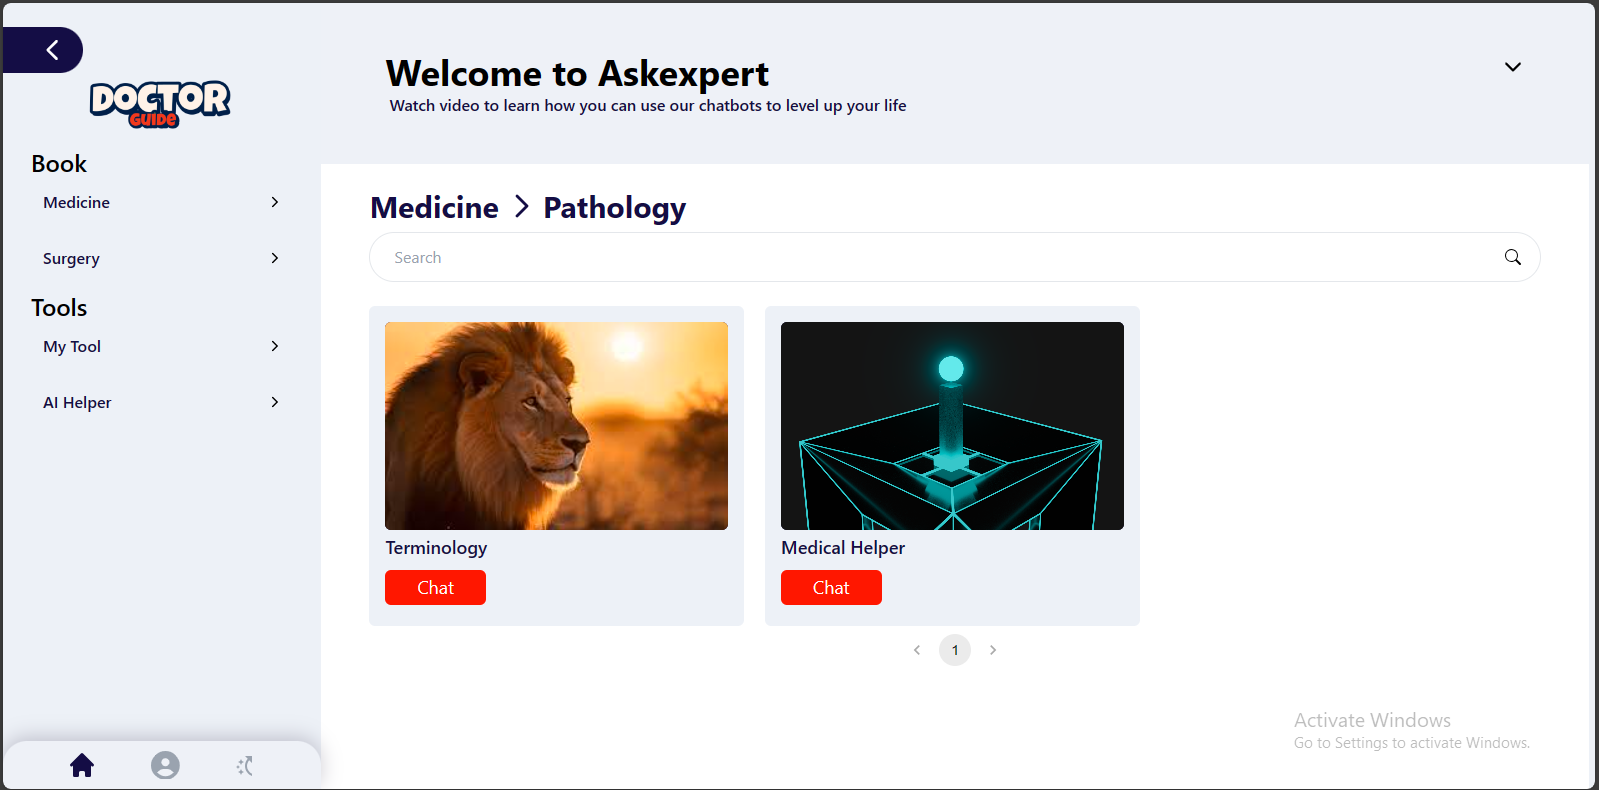 DOCTOR
GUIDE
Book
Medicine
Surgery
Tools
My Tool
AI Helper
Welcome to Askexpert
Watch video to learn how you can use our chatbots to level up your life
Medicine > Pathology
Search
Terminology
Chat
Medical Helper
Chat
1
Activate Windows
Go to Settings to activate Windows.